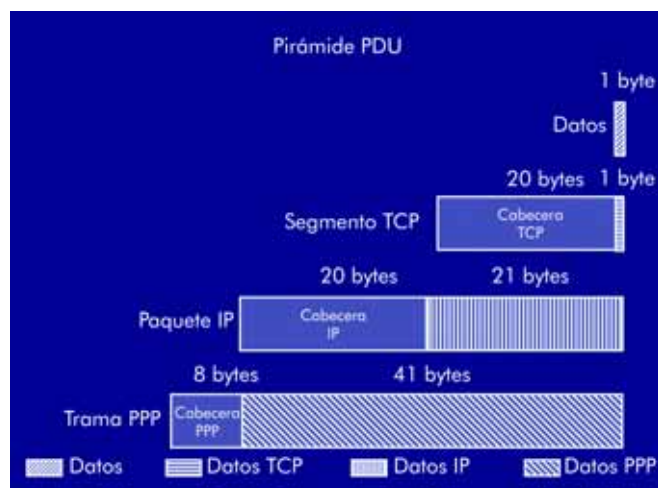 Pirámide PDU
1 byte
Datos
20 bytes 1 byte
Segmento TCP
Cabecera
TCP
20 bytes 21 bytes
Paquete IP
Cabecera
IP
8 bytes 41 bytes
Trama PPP
Cabecera
PPP
Datos Datos TCP Datos IP Datos PPP